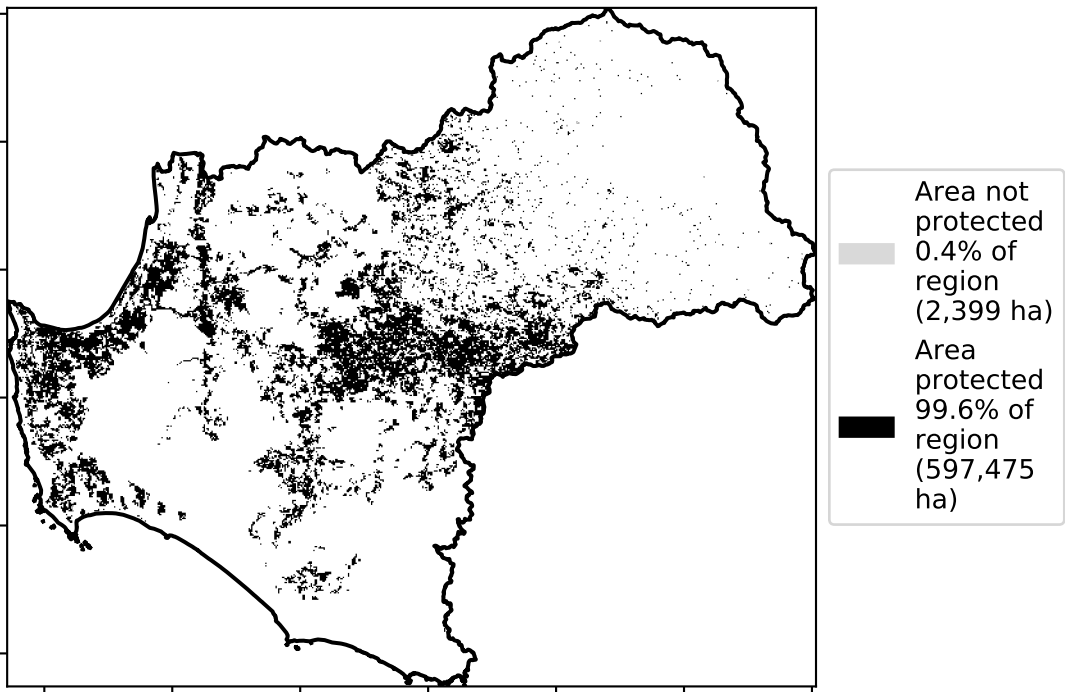 Area not
protected
0.4% of
region
(2,399 ha)
Area
protected
99.6% of
region
(597,475
ha)